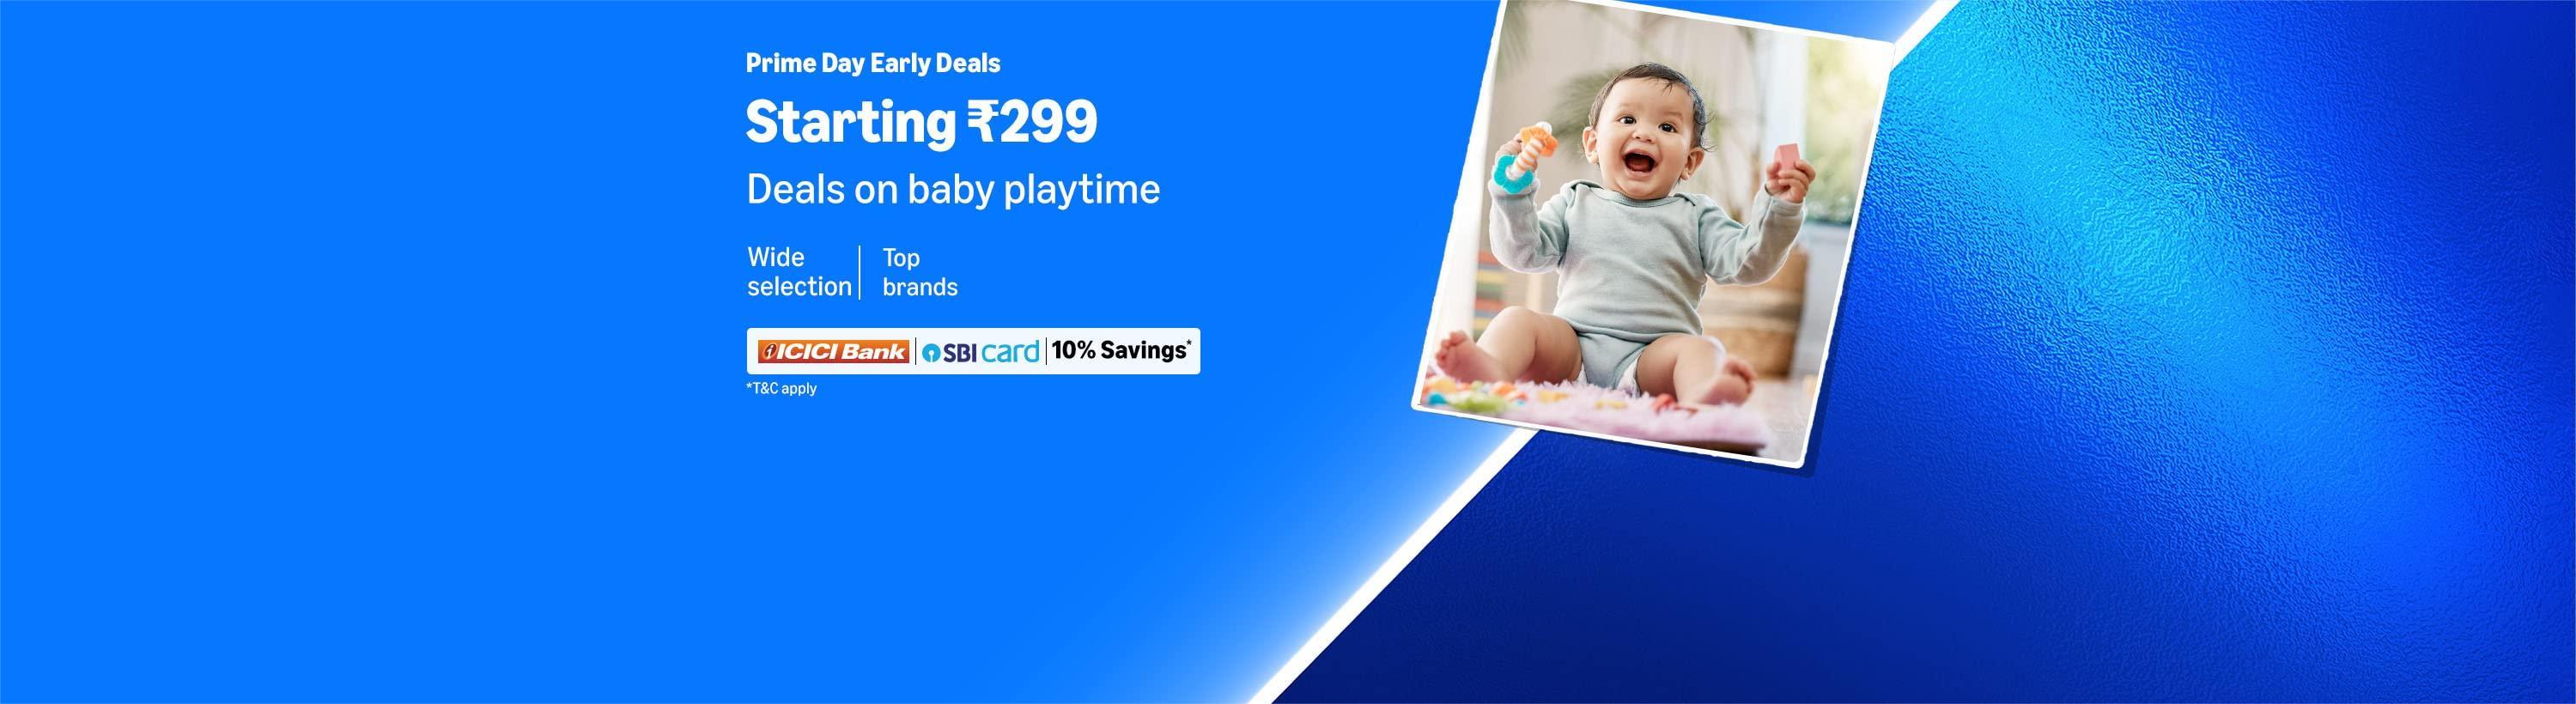 Prime Day Early Deals
Starting ₹299
Deals on baby playtime
Wide selection | Top brands
ICICI Bank | SBI card | 10% Savings*
*T&C apply